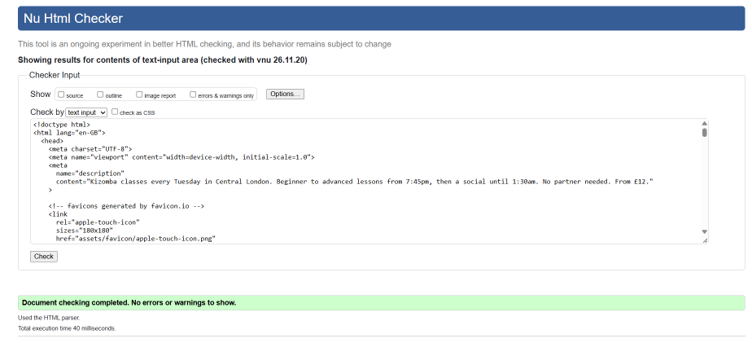 Nu Html Checker
This tool is an ongoing experiment in better HTML checking, and its behavior remains subject to change
Showing results for contents of text-input area (checked with vnu 26.11.20)
Checker Input
Show source outline image report errors & warnings only Options...
Check by text input check as CSS
<!doctype html>
<html lang="en-GB">
<head>
<meta charset="UTF-8">
<meta name="viewport" content="width=device-width, initial-scale=1.0">
<meta
name="description"
content="Kizomba classes every Tuesday in Central London. Beginner to advanced lessons from 7:45pm, then a social until 1:30am. No partner needed. From £12."
>
<!-- favicons generated by favicon.io -->
<link
rel="apple-touch-icon"
sizes="180x180"
href="assets/favicon/apple-touch-icon.png"
Check
Document checking completed. No errors or warnings to show.
Used the HTML parser.
Total execution time 40 milliseconds.